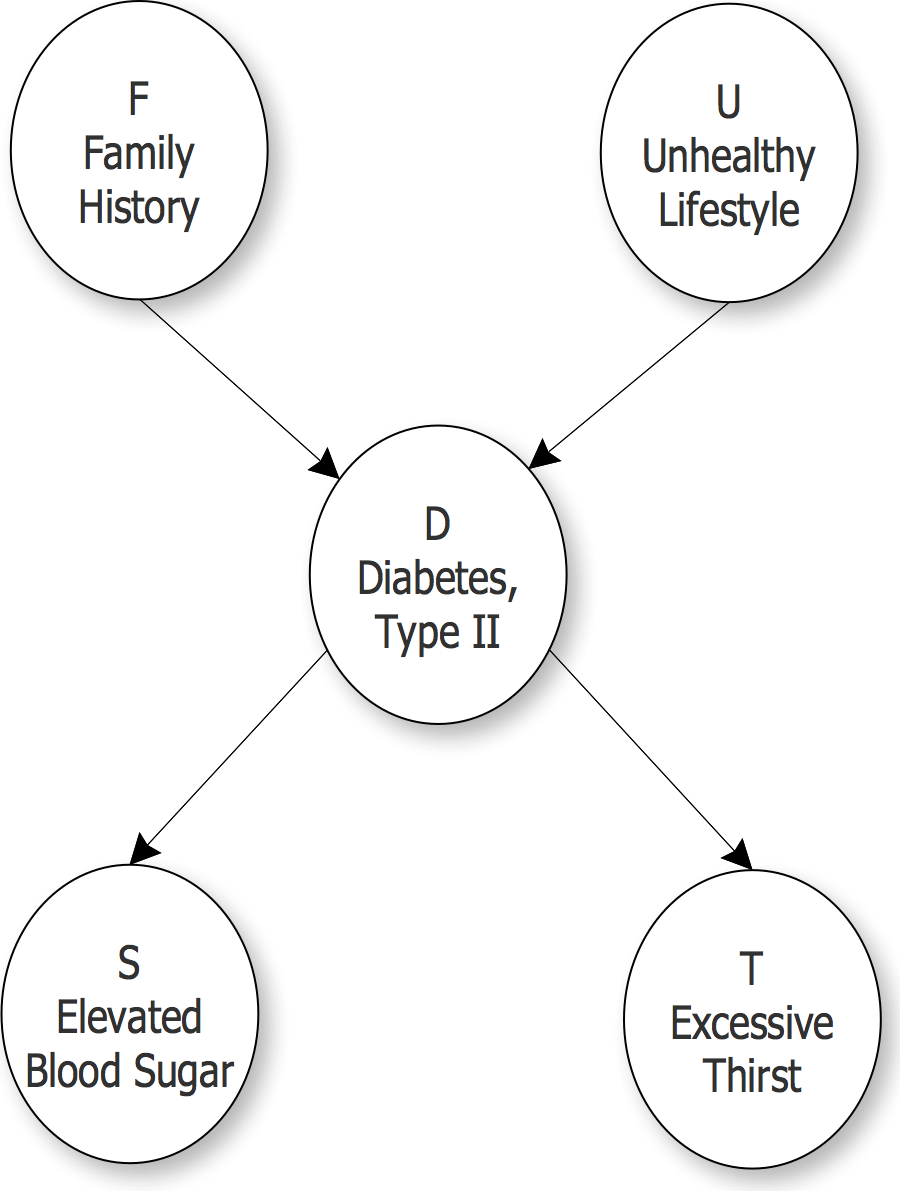 F
Family
History
U
Unhealthy
Lifestyle
D
Diabetes,
Type II
S
Elevated
Blood Sugar
T
Excessive
Thirst